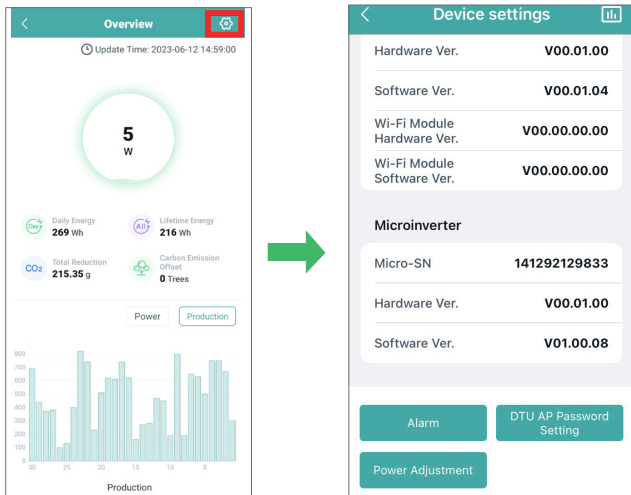 Overview
Update Time: 2023-06-12 14:59:00
5
W
Day
Daily Energy
269 Wh
All
Lifetime Energy
216 Wh
CO2
Total Reduction
215.35 g
Carbon Emission
Offset
0 Trees
Power
Production
800
700
600
500
400
300
200
100
0
30 25 20 15 10 5
Production
Device settings
Hardware Ver. V00.01.00
Software Ver. V00.01.04
Wi-Fi Module
Hardware Ver.
V00.00.00.00
Wi-Fi Module
Software Ver.
V00.00.00.00
Microinverter
Micro-SN 141292129833
Hardware Ver. V00.01.00
Software Ver. V01.00.08
Alarm
DTU AP Password
Setting
Power Adjustment